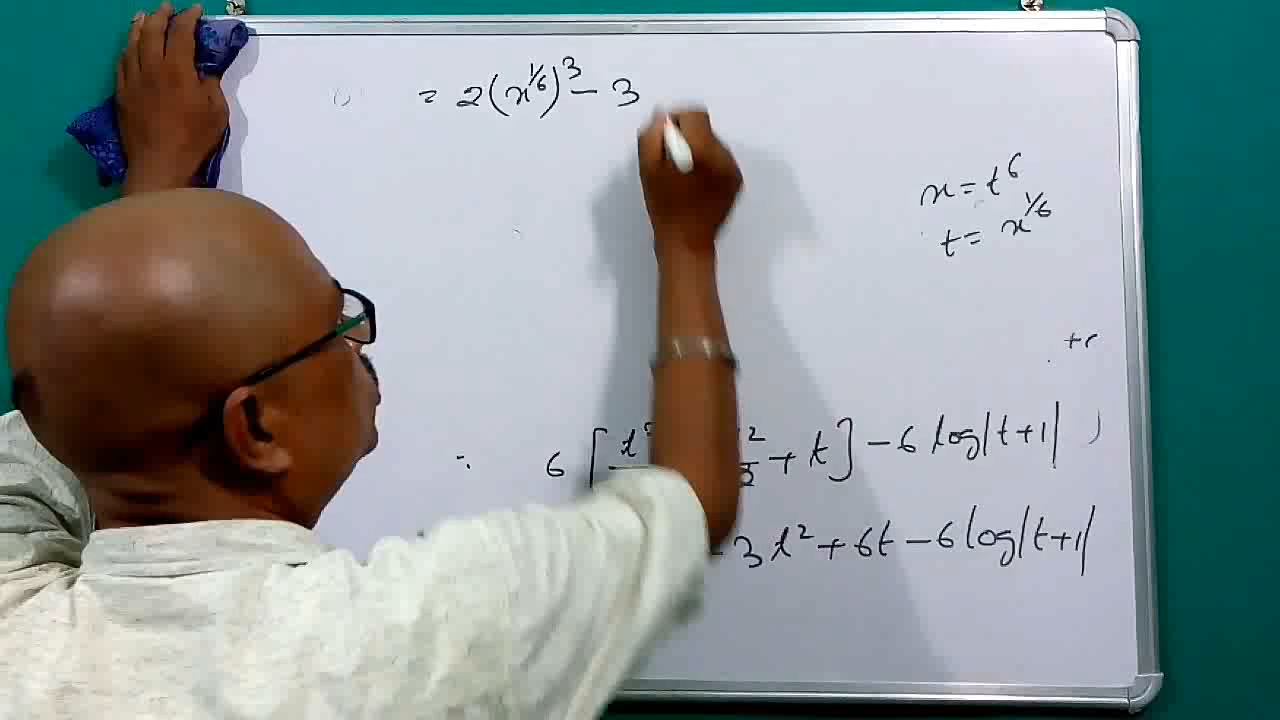 = 2(x^1/6)^3 - 3
x = t^6
t = x^1/6
+c
6 [ t + t ] - 6 log|t+1|
- 3t^2 + 6t - 6 log|t+1|